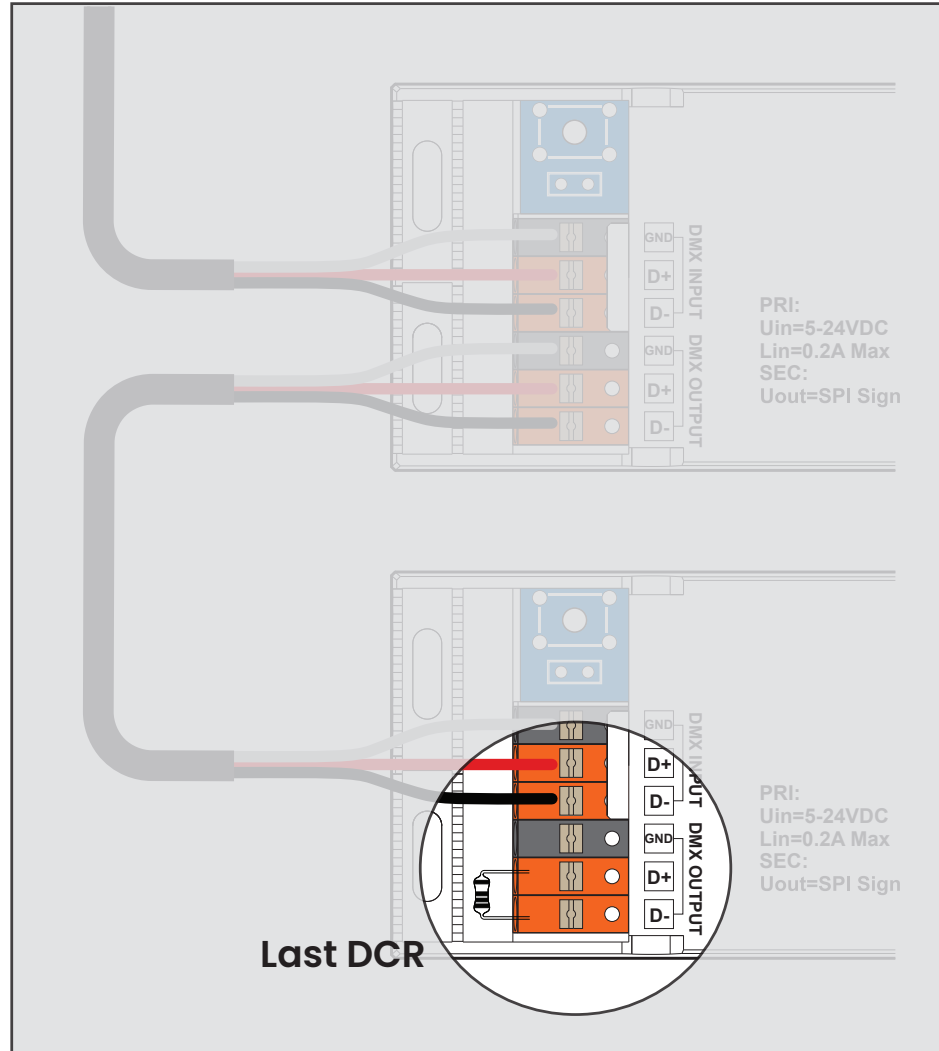 GND
D+
D-
DMX INPUT
GND
D+
D-
DMX OUTPUT
PRI:
Uin=5-24VDC
Lin=0.2A Max
SEC:
Uout=SPI Sign
GND
D+
D-
DMX INPUT
GND
D+
D-
DMX OUTPUT
PRI:
Uin=5-24VDC
Lin=0.2A Max
SEC:
Uout=SPI Sign
Last DCR